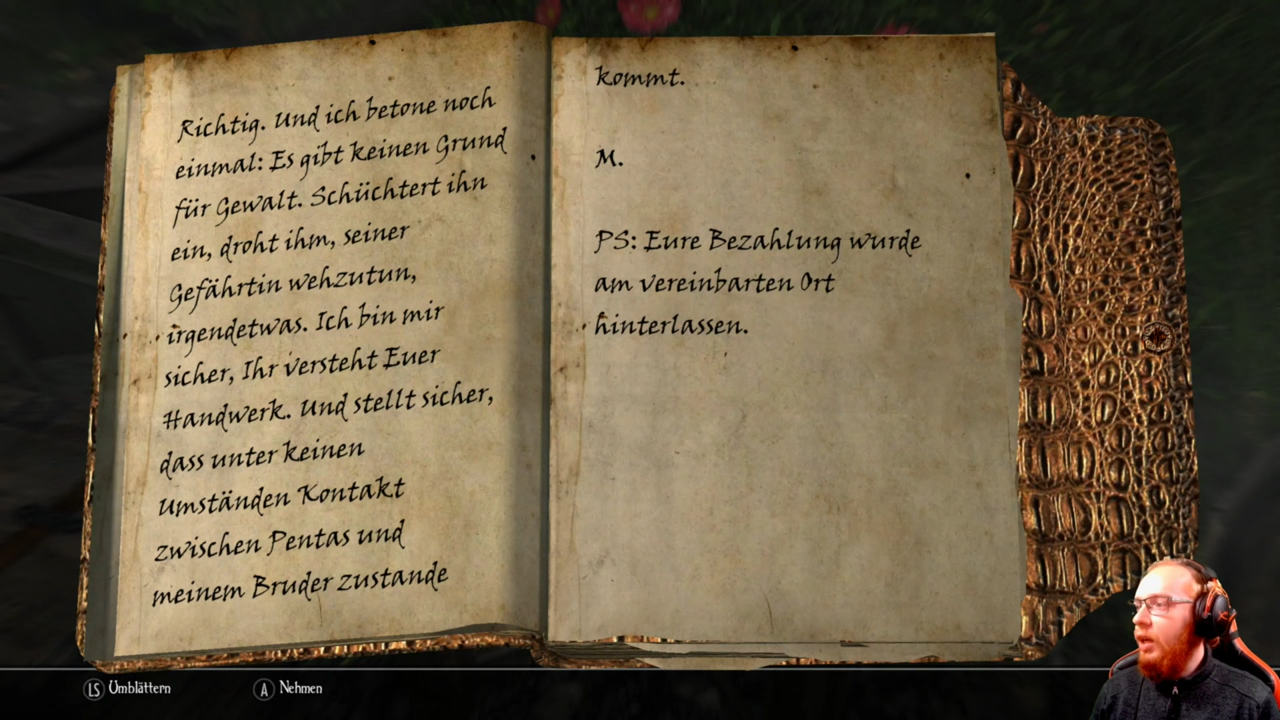 Richtig. Und ich betone noch
einmal: Es gibt keinen Grund
für Gewalt. Schüchtert ihn
ein, droht ihm, seiner
Gefährtin wehzutun,
irgendetwas. Ich bin mir
sicher, Ihr versteht Euer
Handwerk. Und stellt sicher,
dass unter keinen
Umständen Kontakt
zwischen Pentas und
meinem Bruder zustande
kommt.
M.
PS: Eure Bezahlung wurde
am vereinbarten Ort
hinterlassen.
LS Umblättern
A Nehmen